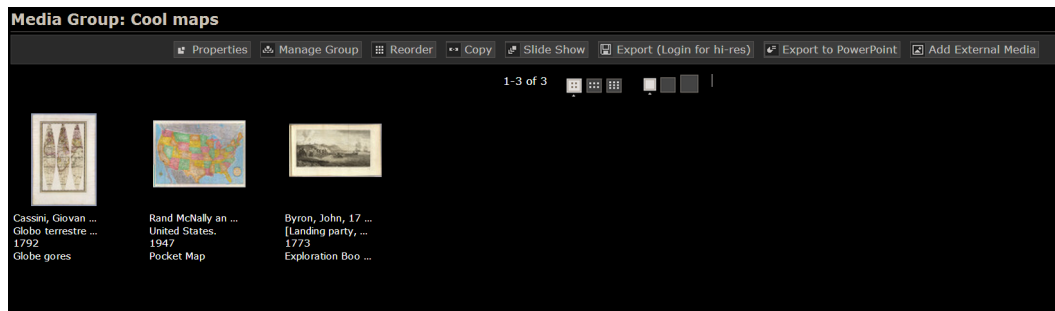 Media Group: Cool maps
Properties Manage Group Reorder Copy Slide Show Export (Login for hi-res) Export to PowerPoint Add External Media
1-3 of 3
Cassini, Giovan ...
Globo terrestre ...
1792
Globe gores
Rand McNally an ...
United States.
1947
Pocket Map
Byron, John, 17 ...
[Landing party, ...
1773
Exploration Boo ...